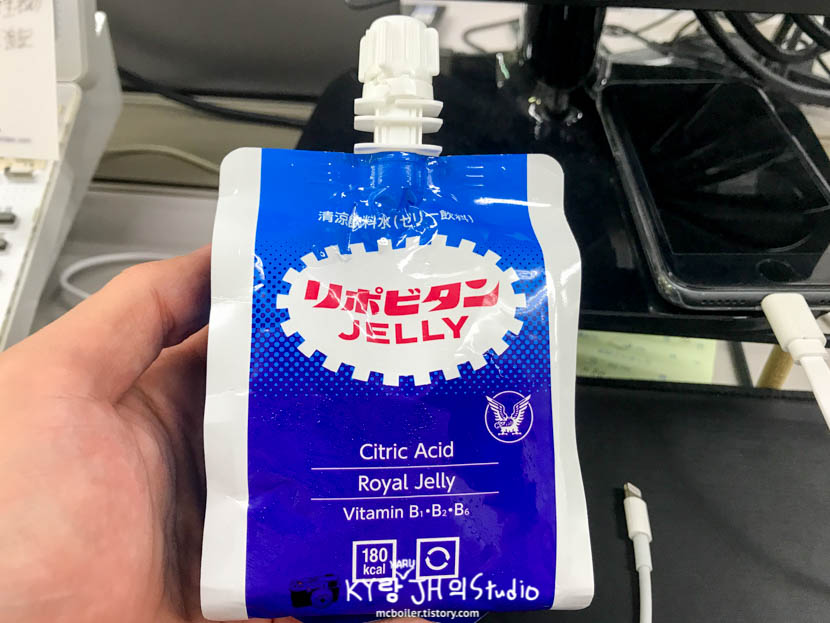 清涼飲料水(ゼリー飲料)
リポビタン
JELLY
Citric Acid
Royal Jelly
Vitamin B₁•B₂•B₆
180
kcal
HARU
KY랑 JH의 Studio
mcboiler.tistory.com